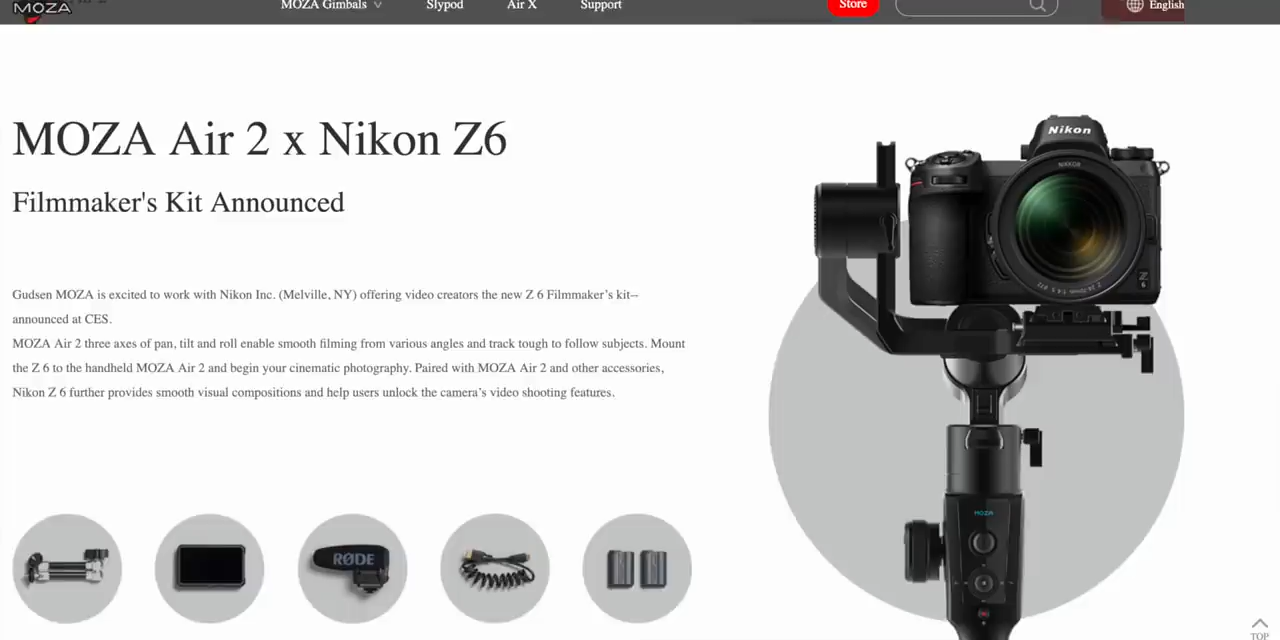 MOZA
MOZA Gimbals
Slypod
Air X
Support
Store
English
MOZA Air 2 x Nikon Z6
Filmmaker's Kit Announced
Gudsen MOZA is excited to work with Nikon Inc. (Melville, NY) offering video creators the new Z 6 Filmmaker’s kit--
announced at CES.
MOZA Air 2 three axes of pan, tilt and roll enable smooth filming from various angles and track tough to follow subjects. Mount
the Z 6 to the handheld MOZA Air 2 and begin your cinematic photography. Paired with MOZA Air 2 and other accessories,
Nikon Z 6 further provides smooth visual compositions and help users unlock the camera’s video shooting features.
Nikon
NIKKOR
Z
6
MOZA
RØDE
TOP